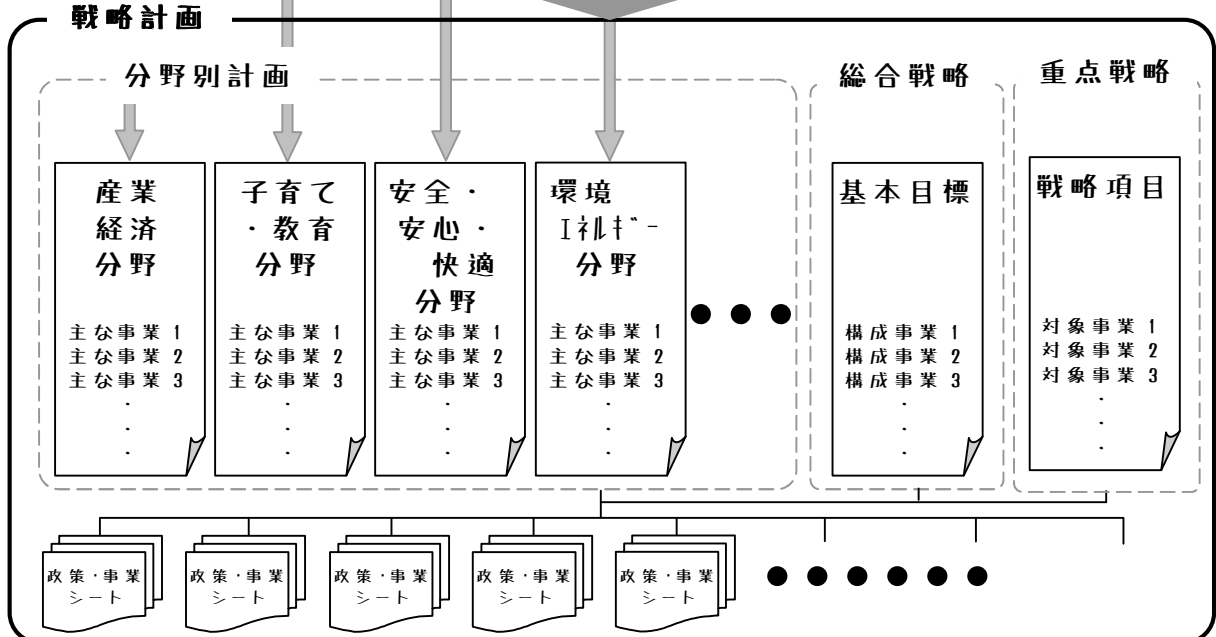 戦略計画
分野別計画
総合戦略
重点戦略
産業
経済
分野
主な事業1
主な事業2
主な事業3
・
・
・
子育て
・教育
分野
主な事業1
主な事業2
主な事業3
・
・
・
安全・
安心・
快適
分野
主な事業1
主な事業2
主な事業3
・
・
・
環境
エネルギー
分野
主な事業1
主な事業2
主な事業3
・
・
・
●●●
基本目標
構成事業1
構成事業2
構成事業3
・
・
・
戦略項目
対象事業1
対象事業2
対象事業3
・
・
・
政策・事業
シート
政策・事業
シート
政策・事業
シート
政策・事業
シート
政策・事業
シート
●●●●●●